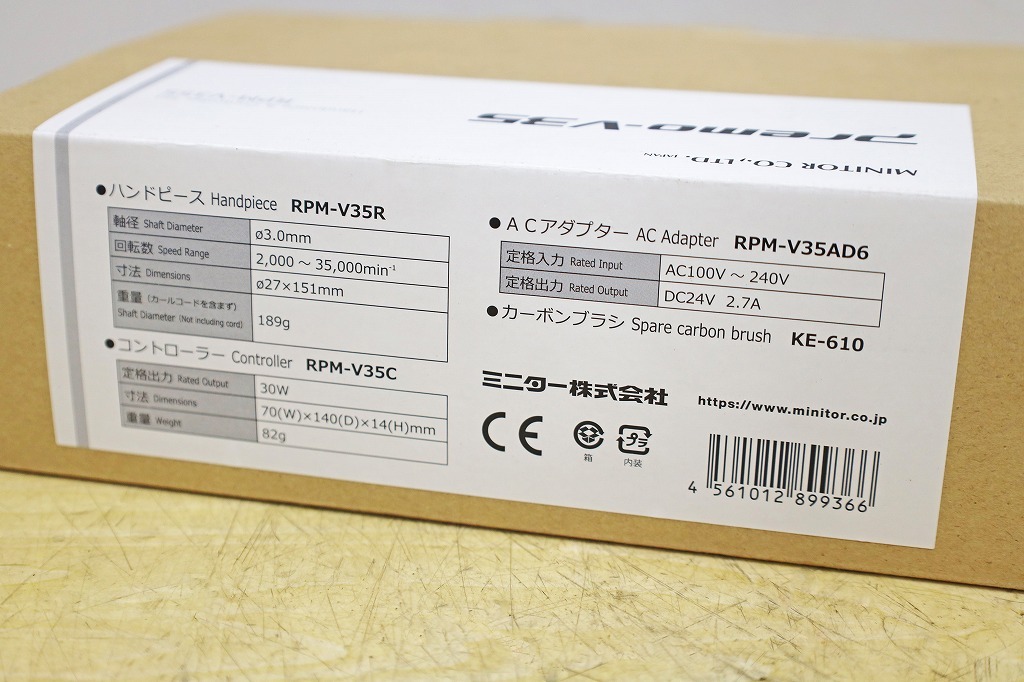 RPM-V35
Premo-V35
MINITOR CO.,LTD. JAPAN
●ハンドピース Handpiece RPM-V35R
軸径 Shaft Diameter ø3.0mm
回転数 Speed Range 2,000 ～ 35,000min⁻¹
寸法 Dimensions ø27×151mm
重量 (カールコードを含まず)
Shaft Diameter (Not including cord) 189g
●コントローラー Controller RPM-V35C
定格出力 Rated Output 30W
寸法 Dimensions 70(W)×140(D)×14(H)mm
重量 Weight 82g
●ＡＣアダプター AC Adapter RPM-V35AD6
定格入力 Rated Input AC100V ～ 240V
定格出力 Rated Output DC24V 2.7A
●カーボンブラシ Spare carbon brush KE-610
ミニター株式会社 https://www.minitor.co.jp
CE
箱
プラ
内装
4 561012 899366